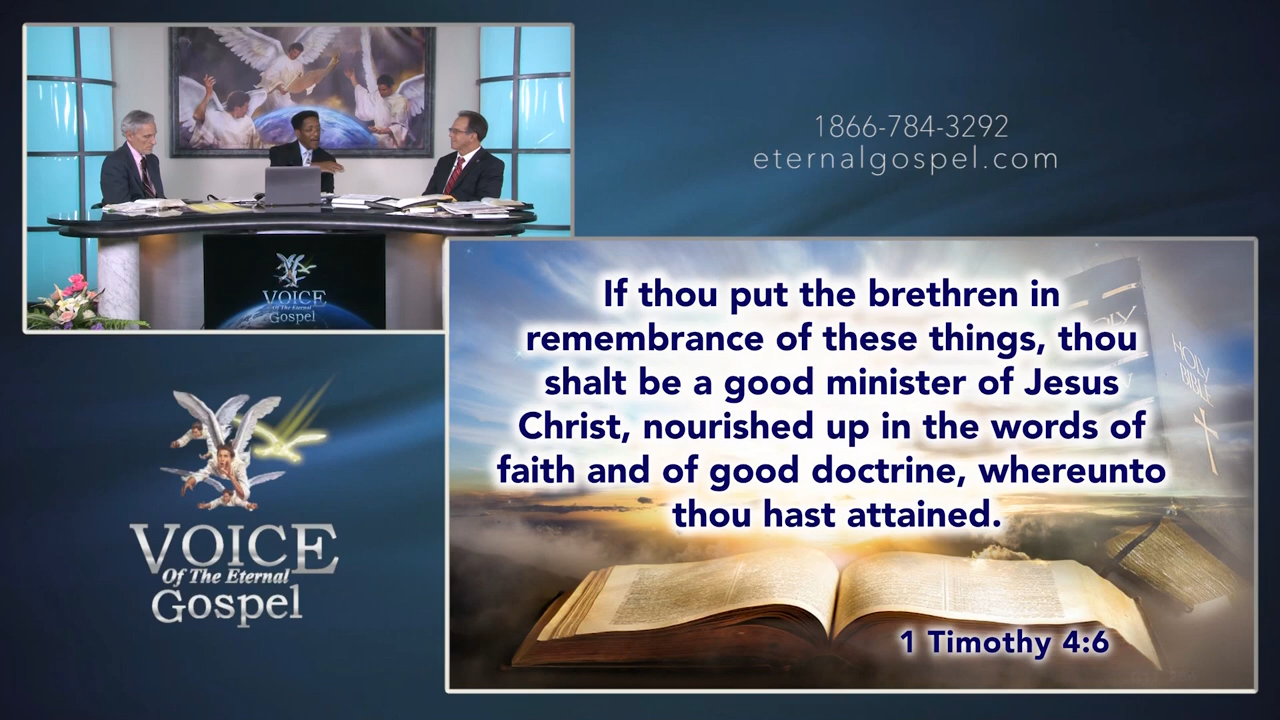 1866-784-3292
eternalgospel.com
VOICE
Of The Eternal
Gospel
If thou put the brethren in
remembrance of these things, thou
shalt be a good minister of Jesus
Christ, nourished up in the words of
faith and of good doctrine, whereunto
thou hast attained.
1 Timothy 4:6
HOLY
BIBLE
VOICE
Of The Eternal
Gospel